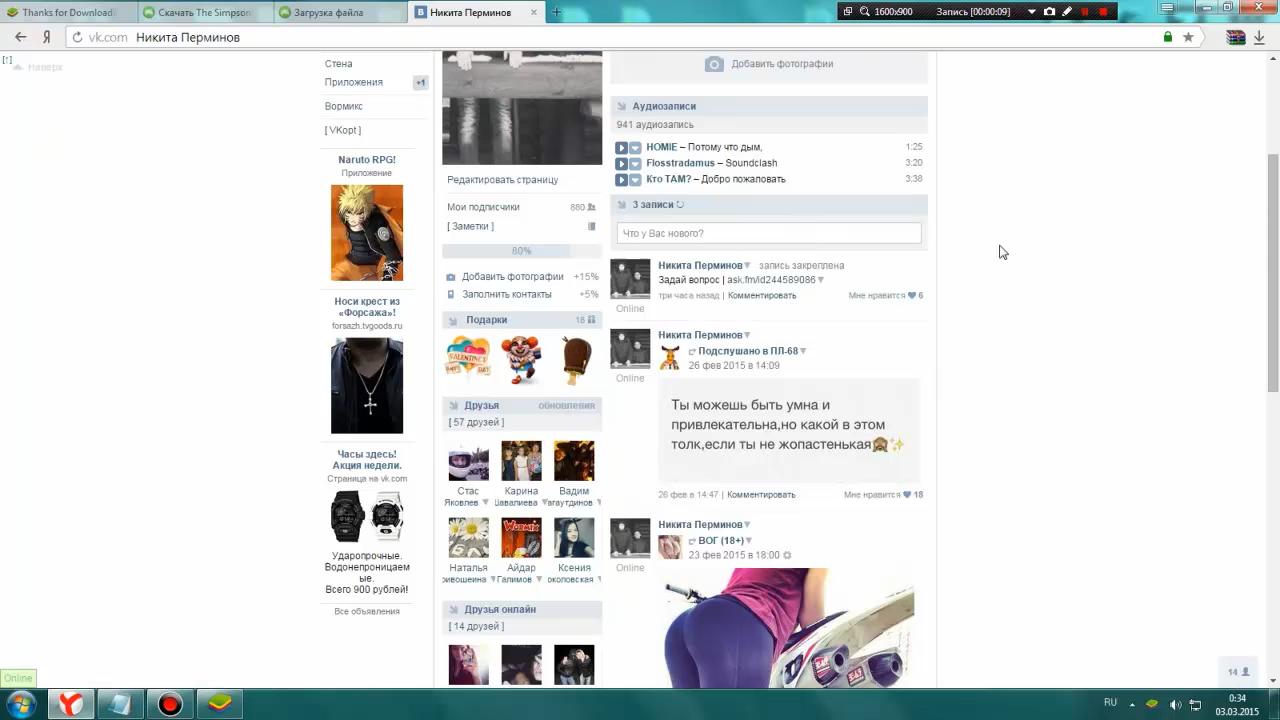 Thanks for Download
Скачать The Simpson
Загрузка файла
Никита Перминов
1600x900
Запись [00:00:09]
Я
vk.com
Никита Перминов
[↑]
Наверх
Стена
Приложения
+1
Вормикс
[ VKopt ]
Naruto RPG!
Приложение
Носи крест из
«Форсажа»!
forsazh.tvgoods.ru
Часы здесь!
Акция недели.
Страница на vk.com
Ударопрочные.
Водонепроницаем
ые.
Всего 900 рублей!
Все объявления
Редактировать страницу
Мои подписчики
880
[ Заметки ]
80%
Добавить фотографии
+15%
Заполнить контакты
+5%
Подарки
18
VALENTINE'S
DAY
Друзья
обновления
[ 57 друзей ]
Стас
Яковлев
Карина
Вадим
Наталья
Айдар
Галимов
Ксения
Друзья онлайн
[ 14 друзей ]
Добавить фотографии
Аудиозаписи
941 аудиозапись
HOMIE – Потому что дым,
1:25
Flosstradamus – Soundclash
3:20
Кто ТАМ? – Добро пожаловать
3:38
3 записи
Что у Вас нового?
Никита Перминов
запись закреплена
Задай вопрос | ask.fm/id244589086
три часа назад | Комментировать
Мне нравится 6
Online
Никита Перминов
Подслушано в ПЛ-68
26 фев 2015 в 14:09
Online
Ты можешь быть умна и
привлекательна,но какой в этом
толк,если ты не жопастенькая🙈✨
26 фев в 14:47 | Комментировать
Мне нравится 18
Никита Перминов
ВОГ (18+)
23 фев 2015 в 18:00
Online
Online
14
RU
0:34
03.03.2015